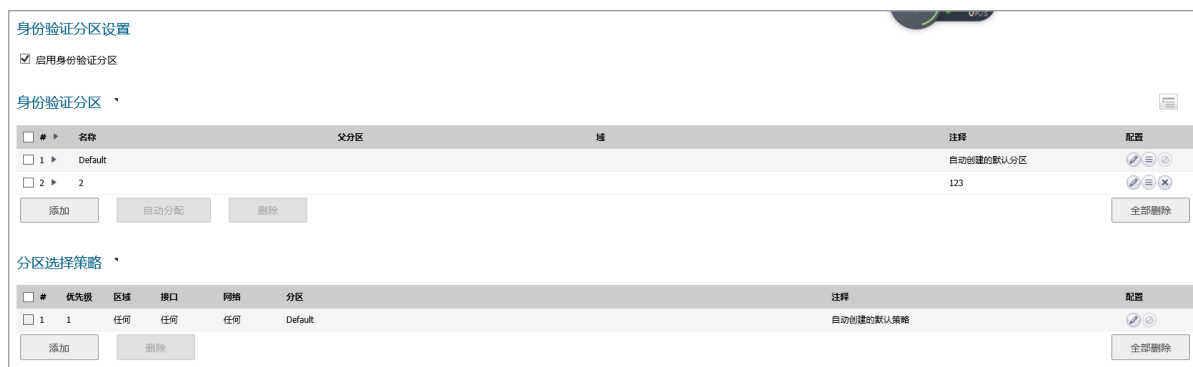 身份验证分区设置
启用身份验证分区
身份验证分区
# 名称 父分区 域 注释 配置
1 Default 自动创建的默认分区
2 2 123
添加 自动分配 删除 全部删除
分区选择策略
# 优先级 区域 接口 网络 分区 注释 配置
1 1 任何 任何 任何 Default 自动创建的默认策略
添加 删除 全部删除